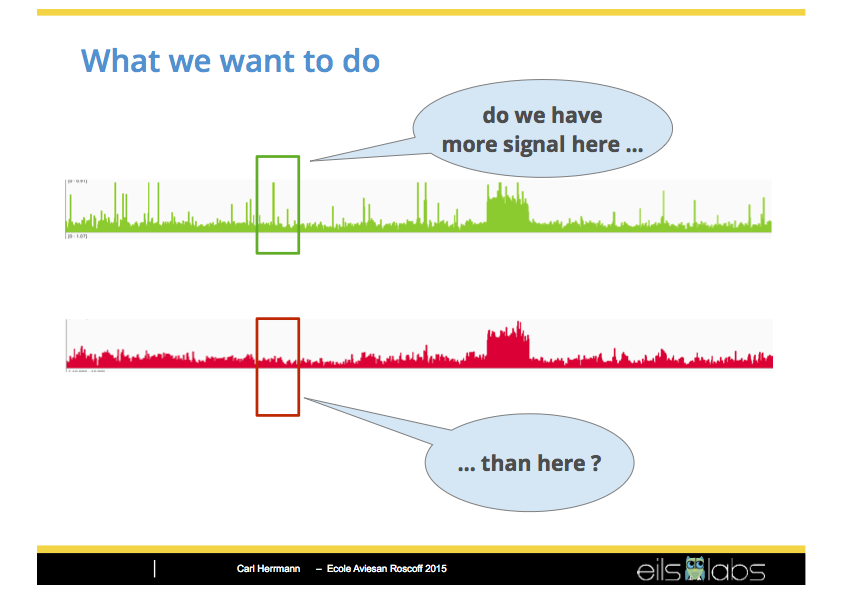 What we want to do
do we have
more signal here ...
[0 - 0.91]
[0 - 1.07]
... than here ?
Carl Herrmann – Ecole Aviesan Roscoff 2015
eils labs